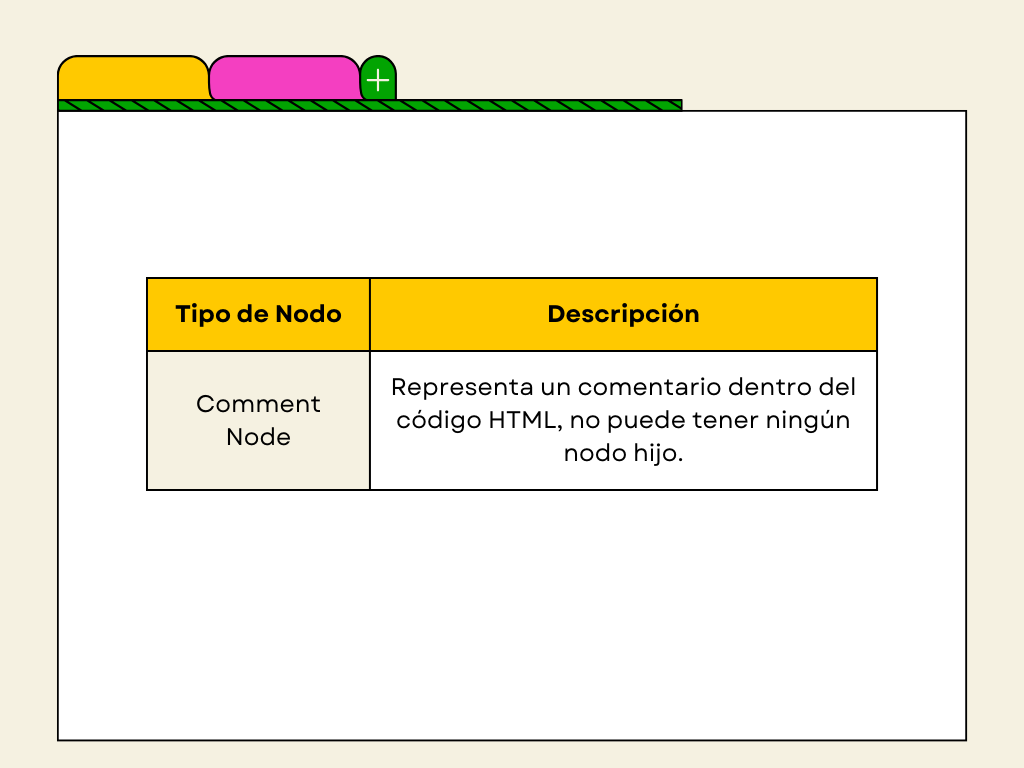 Tipo de Nodo
Descripción
Comment
Node
Representa un comentario dentro del
código HTML, no puede tener ningún
nodo hijo.